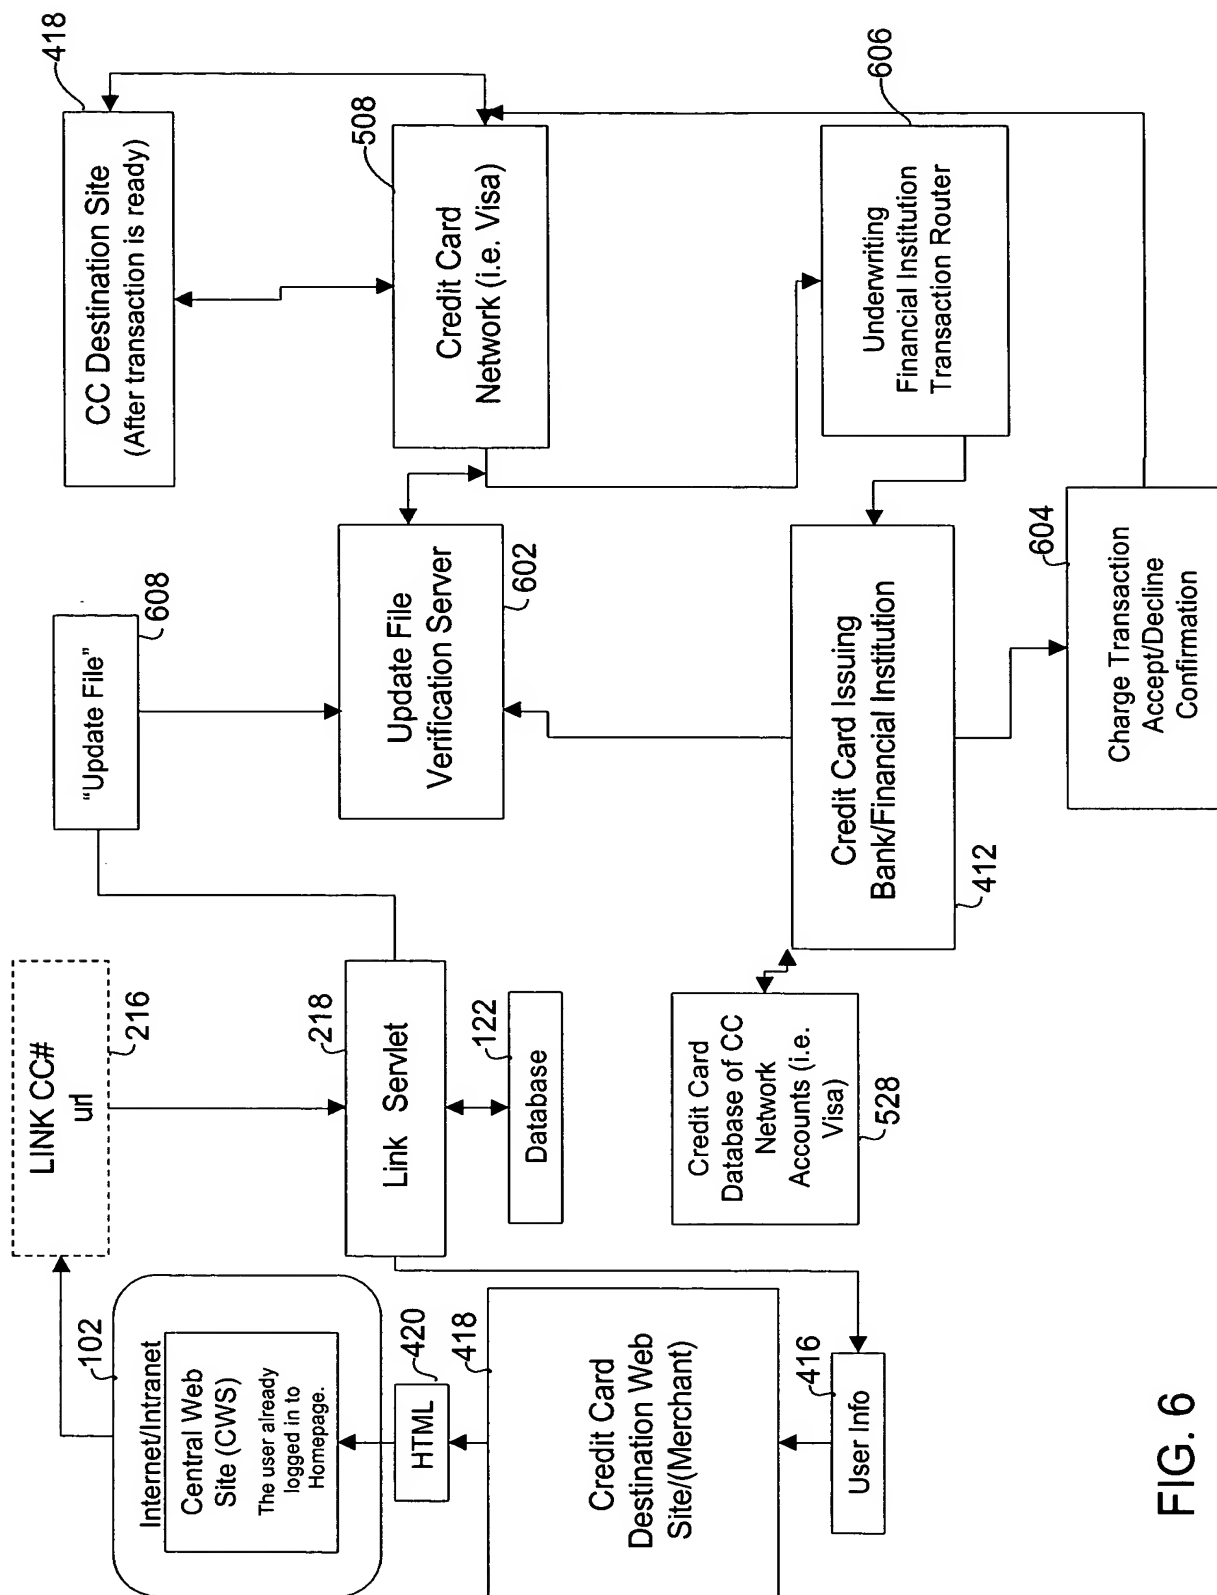 Internet/Intranet
102
Central Web
Site (CWS)
The user already
logged in to
Homepage.
HTML
420
Credit Card
Destination Web
Site/(Merchant)
418
User Info
416
LINK CC#
url
216
Link Servlet
218
Database
122
Credit Card
Database of CC
Network
Accounts (i.e.
Visa)
528
"Update File"
608
Update File
Verification Server
602
Credit Card Issuing
Bank/Financial Institution
412
CC Destination Site
(After transaction is ready)
418
Credit Card
Network (i.e. Visa)
508
Underwriting
Financial Institution
Transaction Router
606
Charge Transaction
Accept/Decline
Confirmation
604
FIG. 6